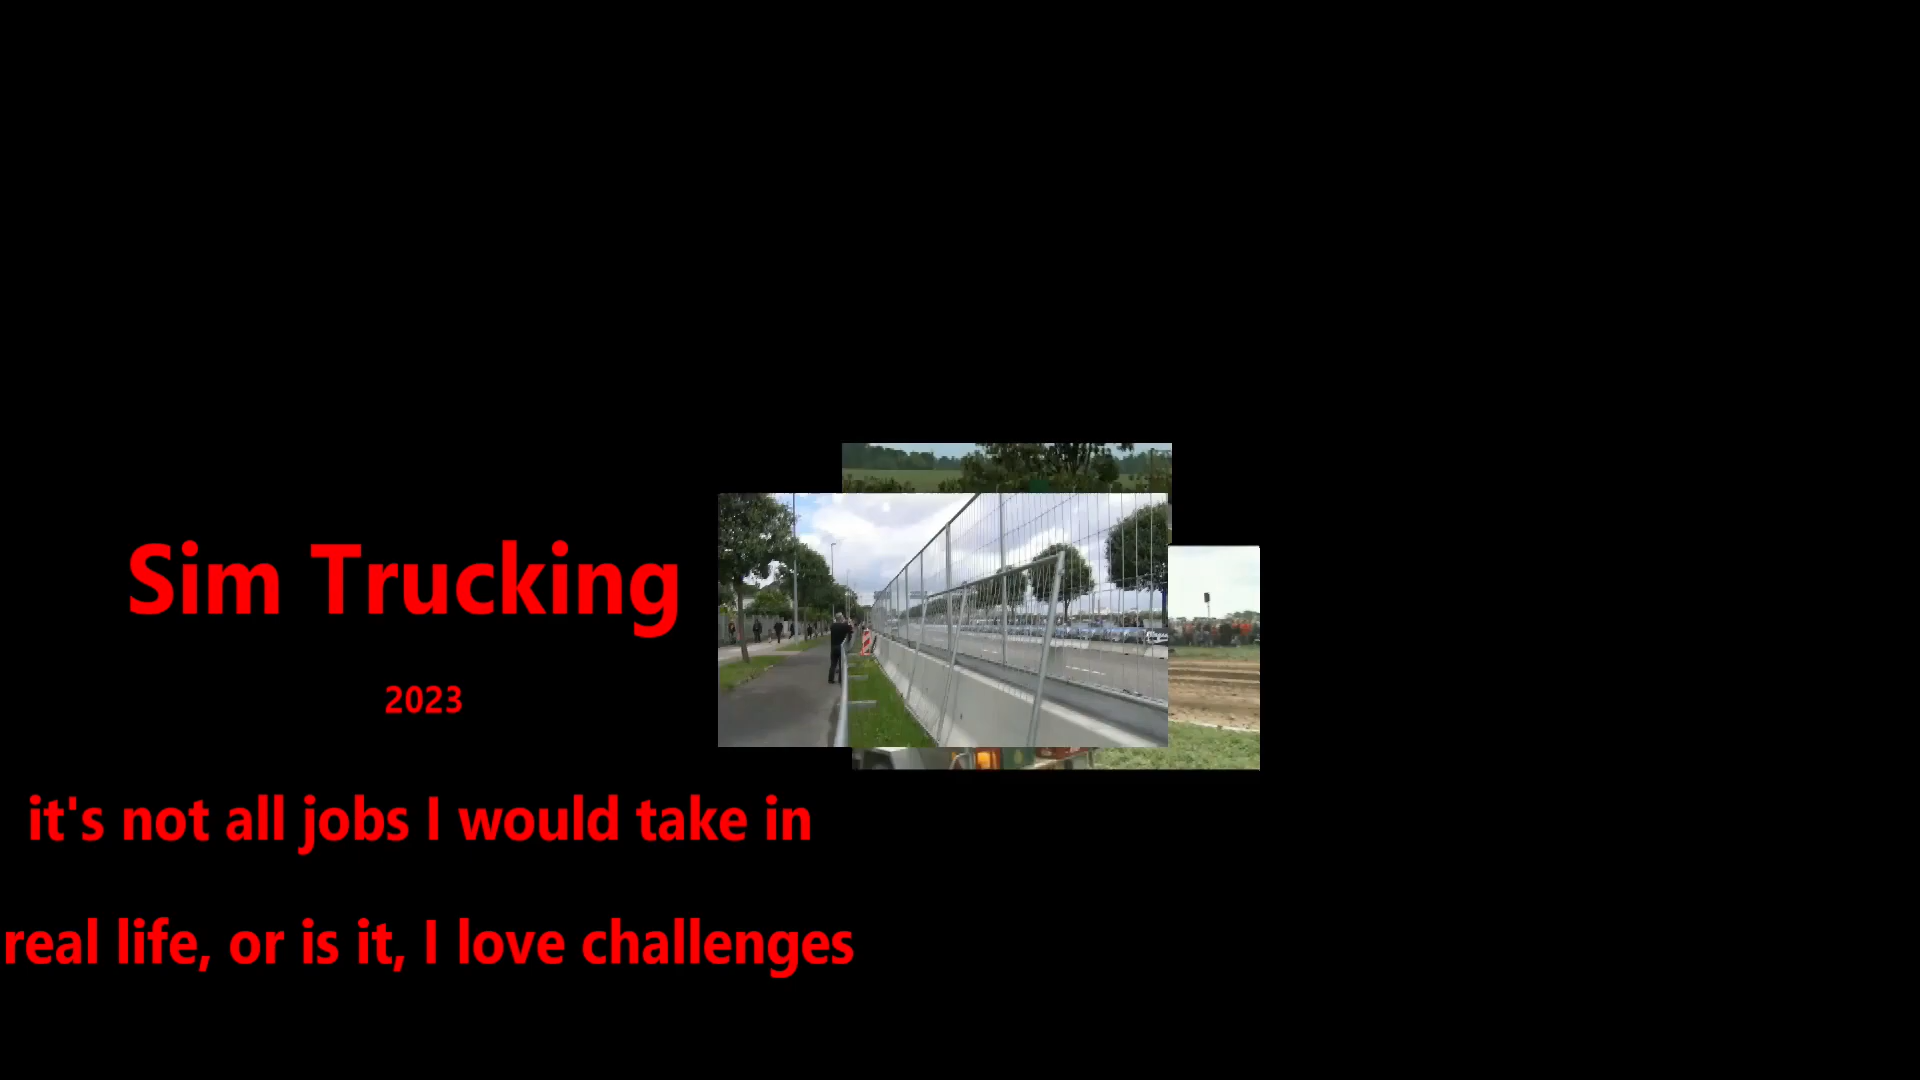 Sim Trucking
2023
it's not all jobs I would take in
real life, or is it, I love challenges